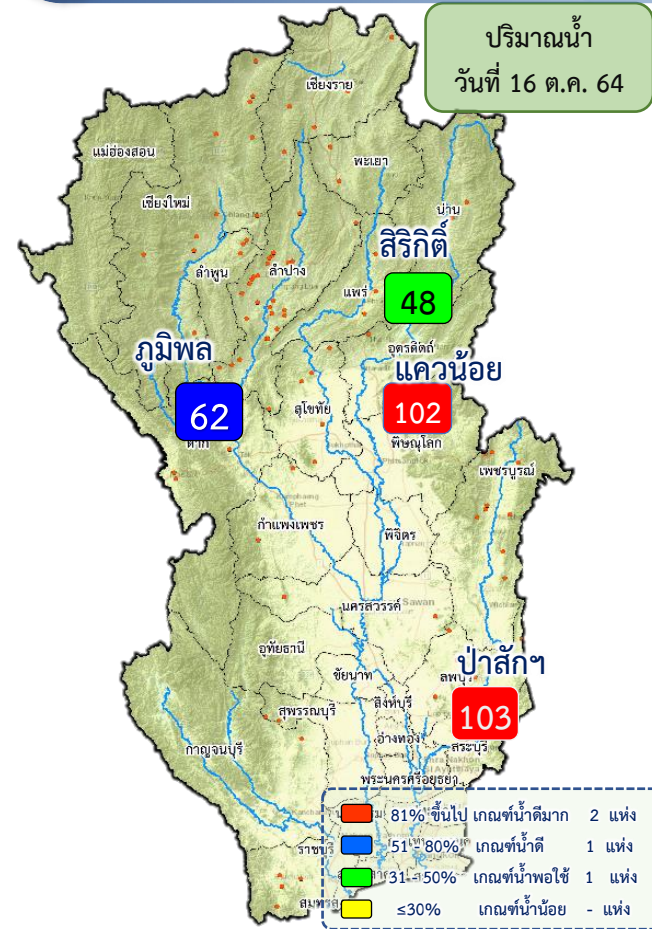 ปริมาณน้ำ
วันที่ 16 ต.ค. 64
เชียงราย
แม่ฮ่องสอน
พะเยา
เชียงใหม่
น่าน
สิริกิติ์
ลำพูน
ลำปาง
แพร่
48
อุตรดิตถ์
ภูมิพล
แควน้อย
62
สุโขทัย
102
ตาก
พิษณุโลก
เพชรบูรณ์
กำแพงเพชร
พิจิตร
นครสวรรค์
อุทัยธานี
ป่าสักฯ
ชัยนาท
ลพบุรี
สิงห์บุรี
สุพรรณบุรี
103
อ่างทอง
สระบุรี
กาญจนบุรี
พระนครศรีอยุธยา
ราชบุรี
81% ขึ้นไป เกณฑ์น้ำดีมาก 2 แห่ง
51 - 80% เกณฑ์น้ำดี 1 แห่ง
31 - 50% เกณฑ์น้ำพอใช้ 1 แห่ง
≤30% เกณฑ์น้ำน้อย - แห่ง